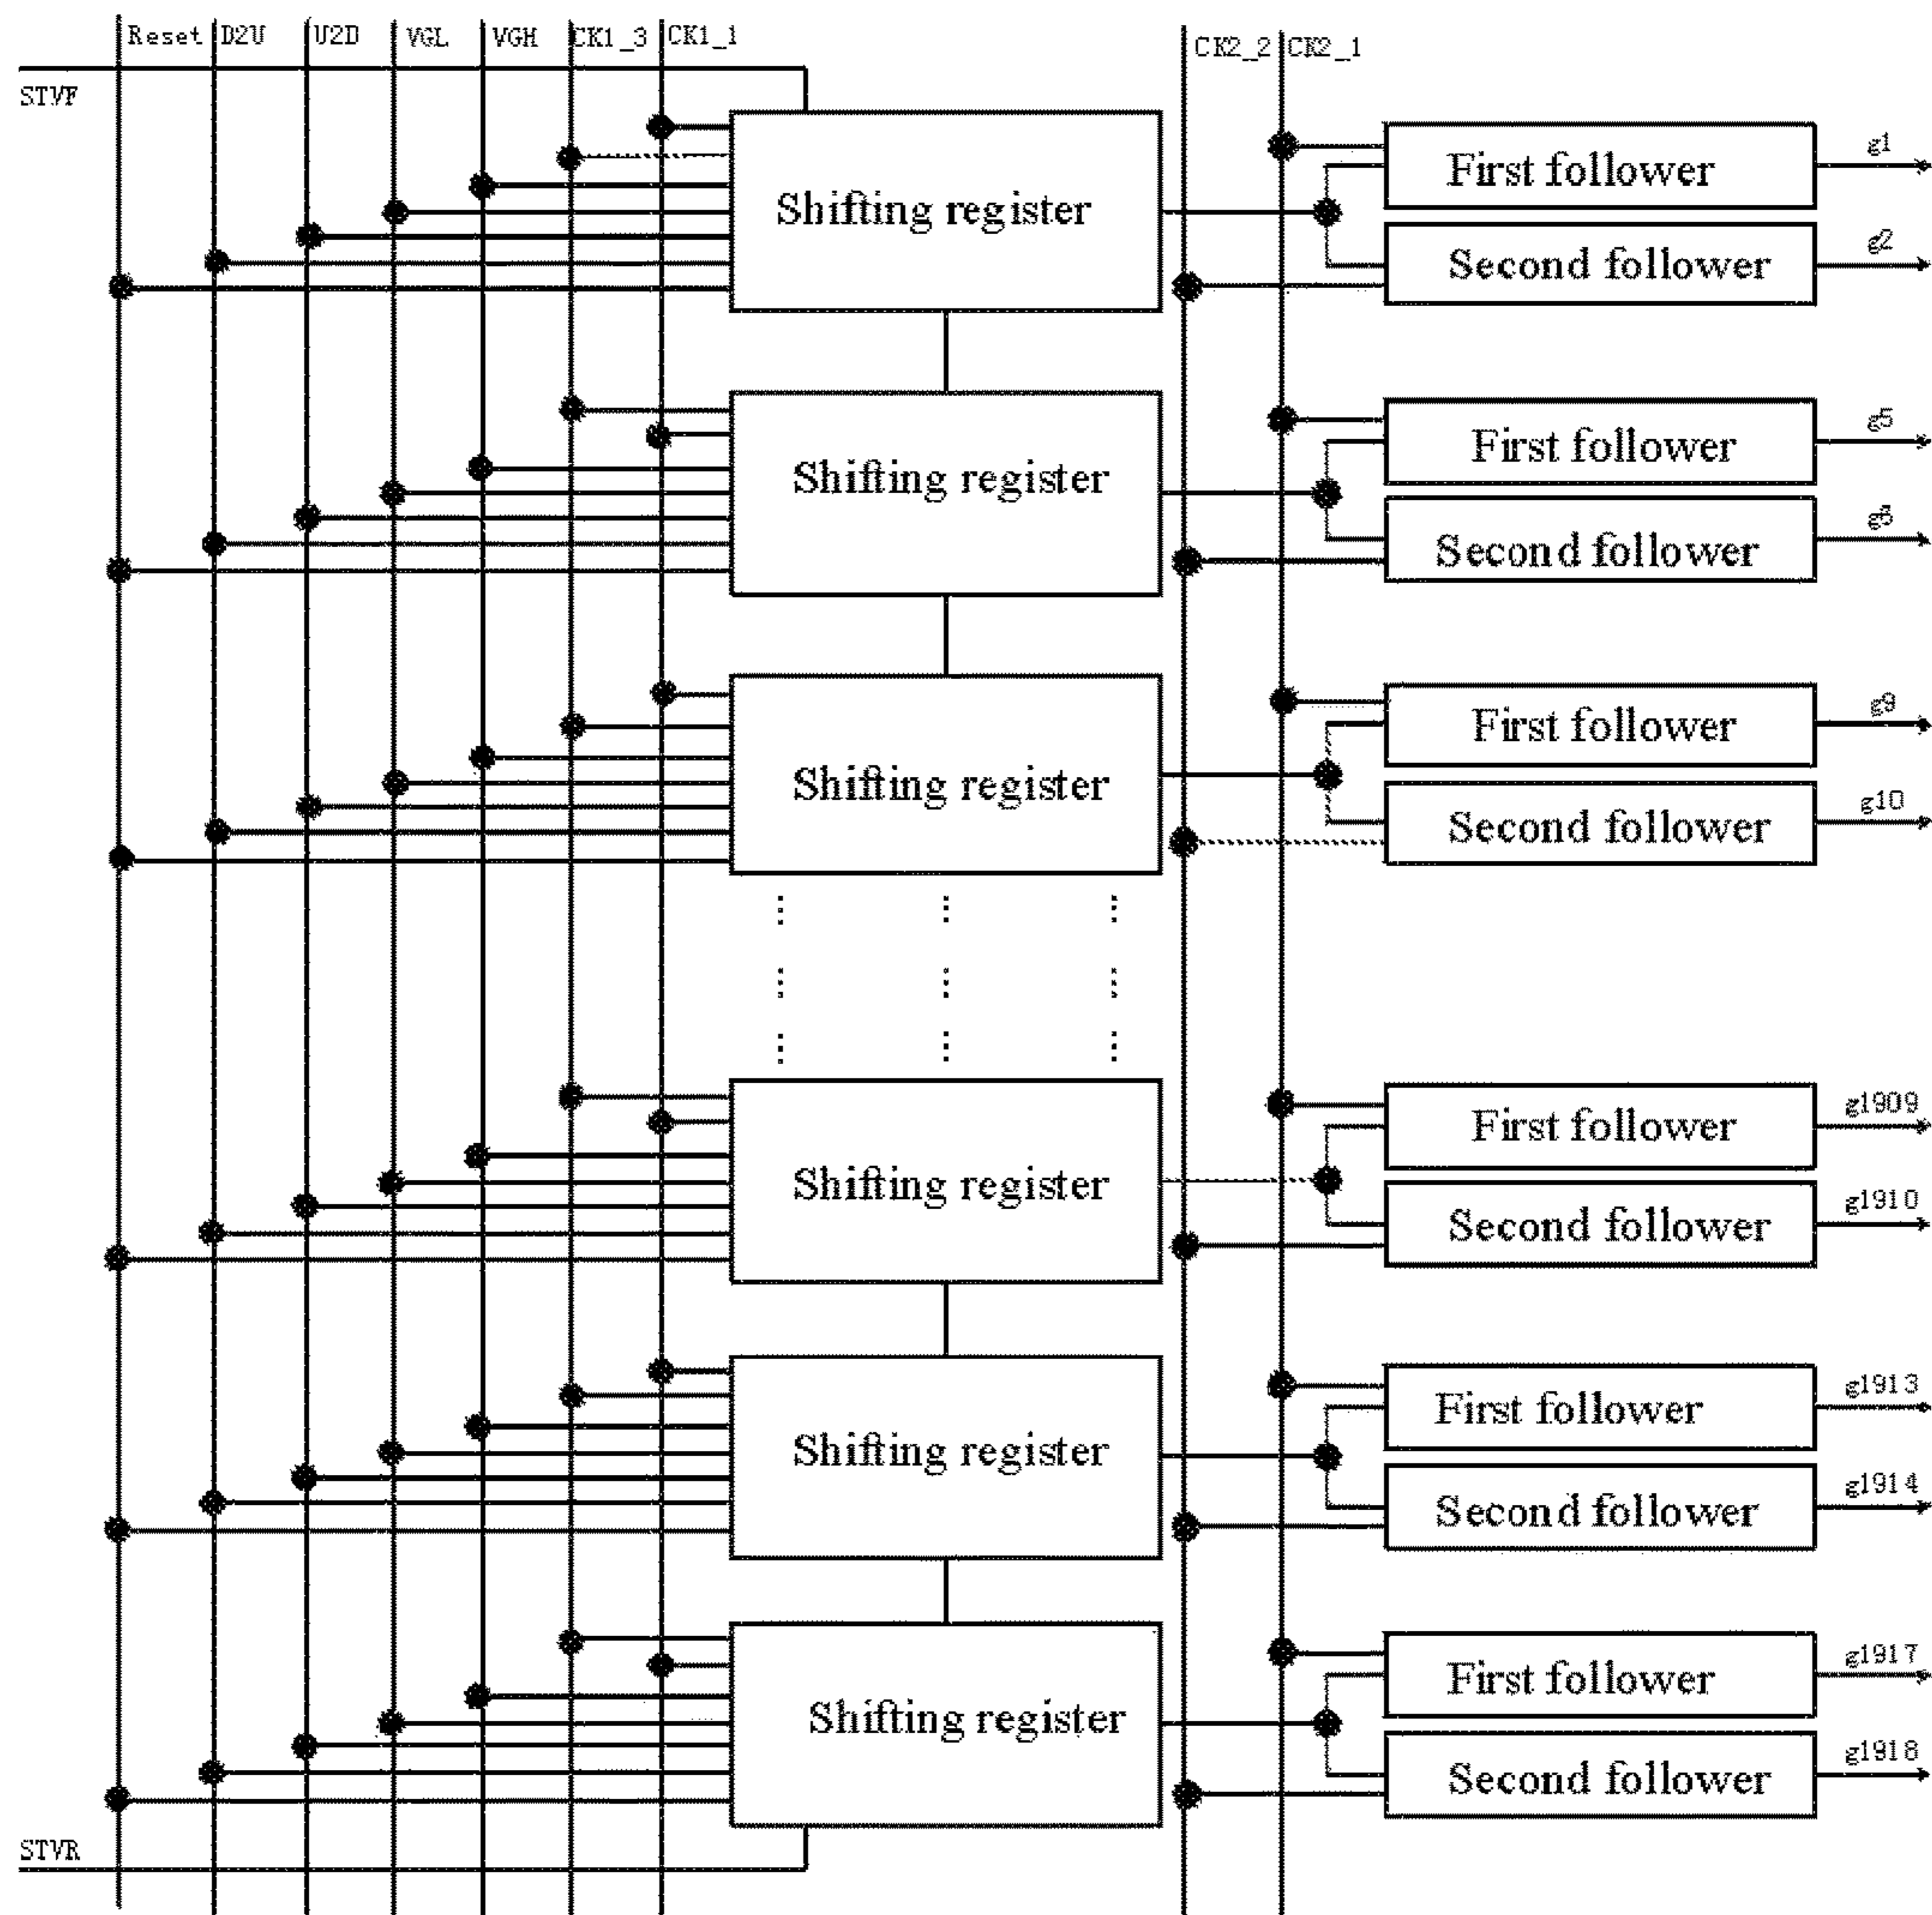 Reset D2U U2D VGL VGH CK1_3 CK1_1 CK2_2 CK2_1
STVF
Shifting register
First follower
g1
Second follower
g2
Shifting register
First follower
g5
Second follower
Shifting register
First follower
g9
Second follower
g10
Shifting register
First follower
g1909
Second follower
g1910
Shifting register
First follower
g1913
Second follower
g1914
Shifting register
First follower
g1917
Second follower
g1918
STVR